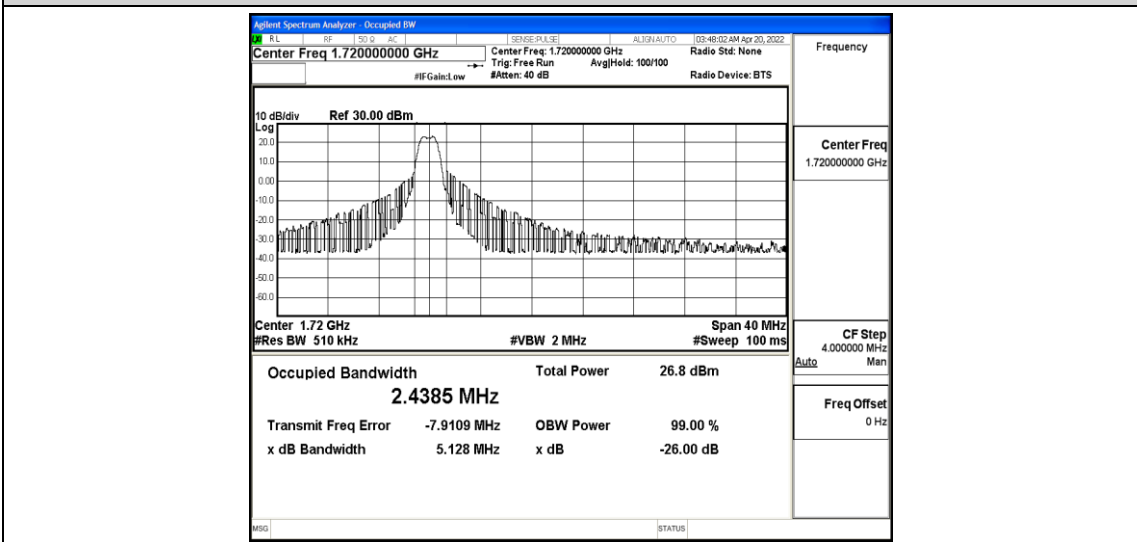 Agilent Spectrum Analyzer - Occupied BW
RL RF 50 Ω AC SENSE:PULSE ALIGNAUTO 03:48:02 AM Apr 20, 2022
Center Freq 1.720000000 GHz
Center Freq: 1.720000000 GHz Radio Std: None
Trig: Free Run Avg|Hold: 100/100
#IFGain:Low #Atten: 40 dB Radio Device: BTS
Frequency
10 dB/div Ref 30.00 dBm
Log
20.0
10.0
0.00
-10.0
-20.0
-30.0
-40.0
-50.0
-60.0
Center 1.72 GHz Span 40 MHz
#Res BW 510 kHz #VBW 2 MHz #Sweep 100 ms
Occupied Bandwidth Total Power 26.8 dBm
2.4385 MHz
Transmit Freq Error -7.9109 MHz OBW Power 99.00 %
x dB Bandwidth 5.128 MHz x dB -26.00 dB
Center Freq
1.720000000 GHz
CF Step
4.000000 MHz
Auto Man
Freq Offset
0 Hz
MSG STATUS